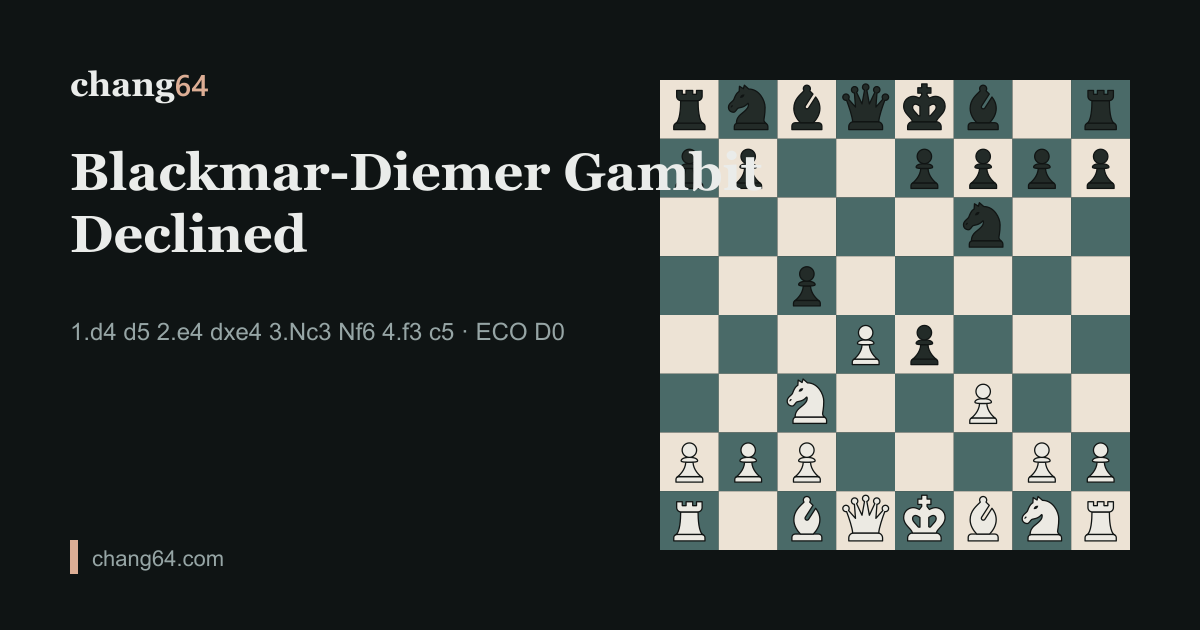 chang64
Blackmar-Diemer Gambit
Declined
1.d4 d5 2.e4 dxe4 3.Nc3 Nf6 4.f3 c5 · ECO D0
chang64.com